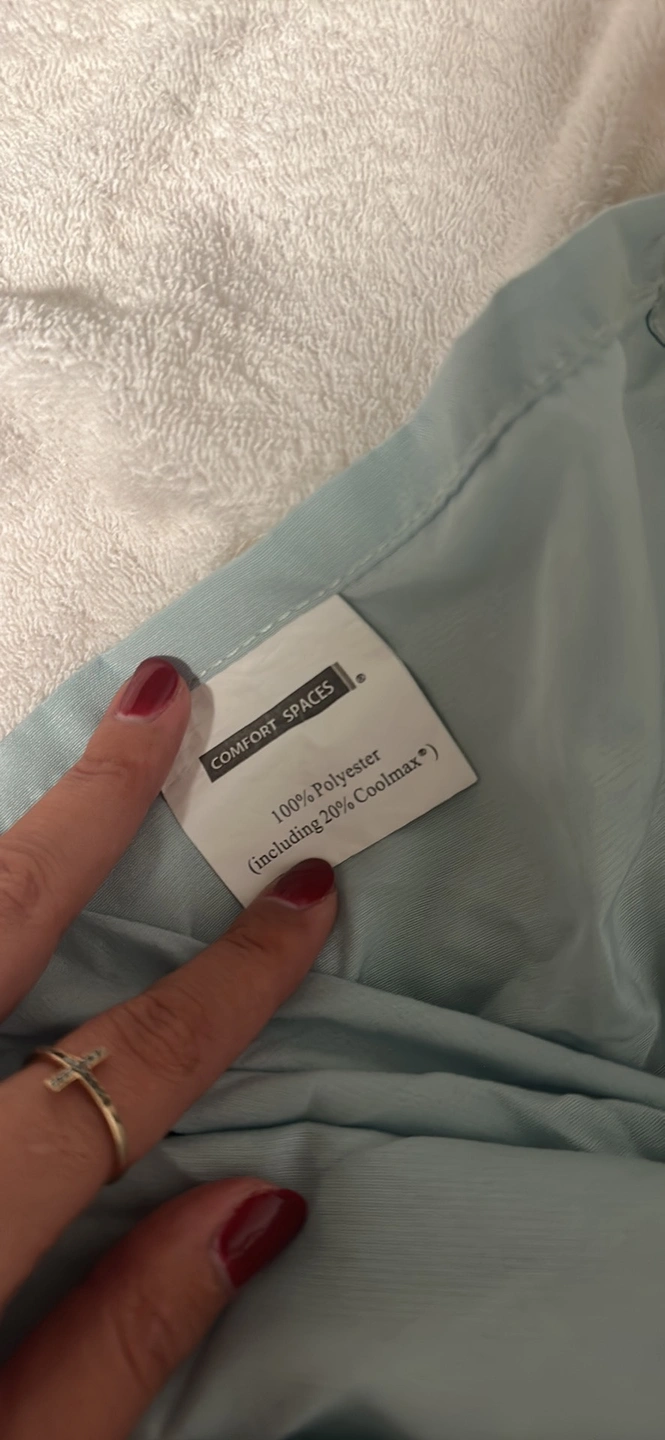 COMFORT SPACES®
100% Polyester
(including 20% Coolmax®)